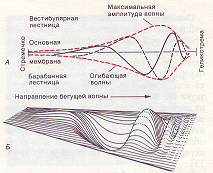 Максимальная
амплитуда волны
Вестибулярная
лестница
Основная
мембрана
Стремечко
Геликотрема
А
Барабанная
лестница
Огибающая
волны
Направление бегущей волны
Б